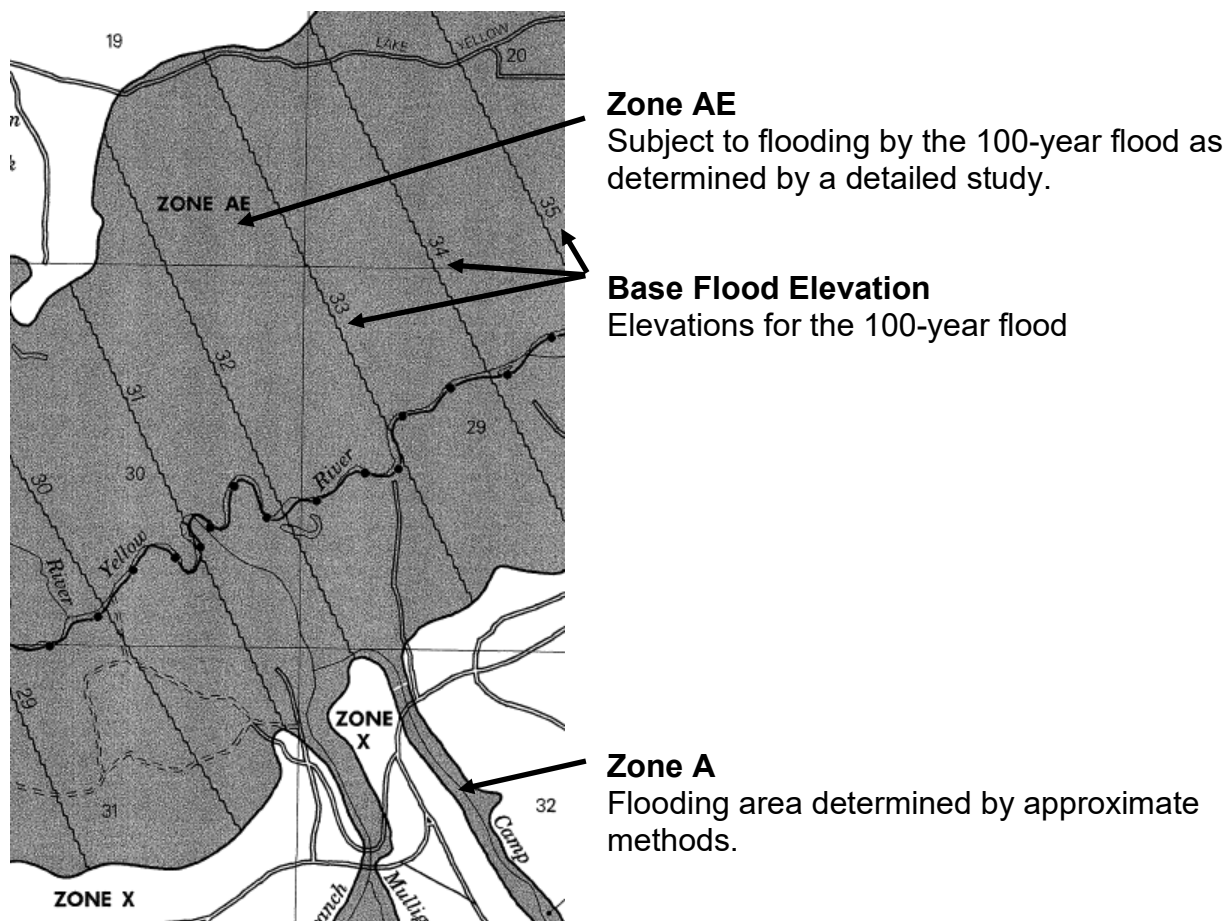 19
LAKE YELLOW
20
ZONE AE
35
34
33
32
31
30
30
29
River
Yellow
River
29
31
ZONE
X
32
Camp
ZONE X
Zone AE
Subject to flooding by the 100-year flood as
determined by a detailed study.
Base Flood Elevation
Elevations for the 100-year flood
Zone A
Flooding area determined by approximate
methods.